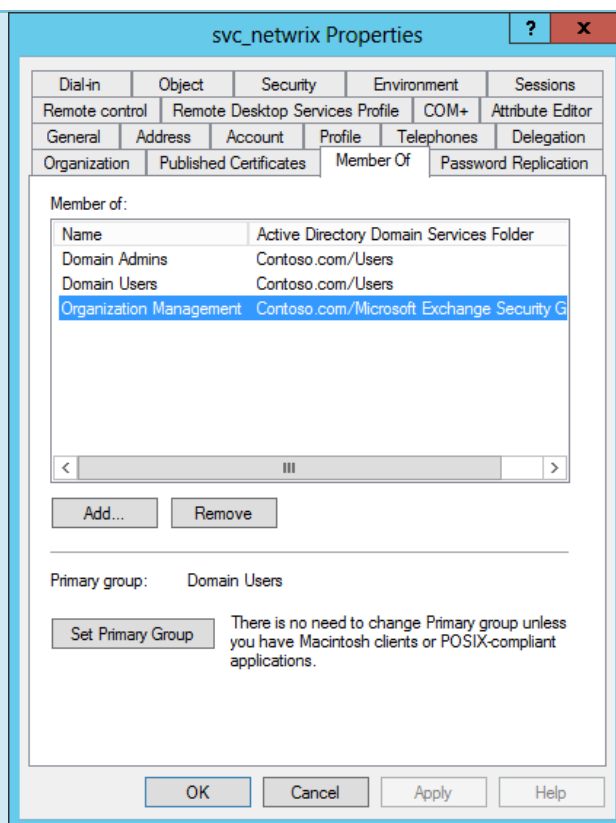 svc_netwrix Properties
?
x
Dial-in Object Security Environment Sessions
Remote control Remote Desktop Services Profile COM+ Attribute Editor
General Address Account Profile Telephones Delegation
Organization Published Certificates Member Of Password Replication
Member of:
Name Active Directory Domain Services Folder
Domain Admins Contoso.com/Users
Domain Users Contoso.com/Users
Organization Management Contoso.com/Microsoft Exchange Security G
Add... Remove
Primary group: Domain Users
Set Primary Group
There is no need to change Primary group unless
you have Macintosh clients or POSIX-compliant
applications.
OK Cancel Apply Help